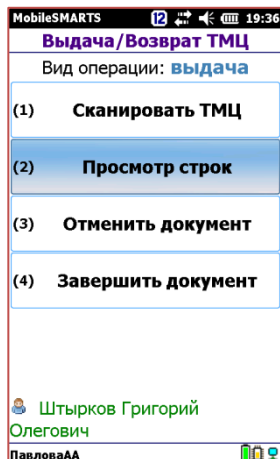 MobileSMARTS 12 19:36
Выдача/Возврат ТМЦ
Вид операции: выдача
(1) Сканировать ТМЦ
(2) Просмотр строк
(3) Отменить документ
(4) Завершить документ
Штырков Григорий
Олегович
ПавловаАА